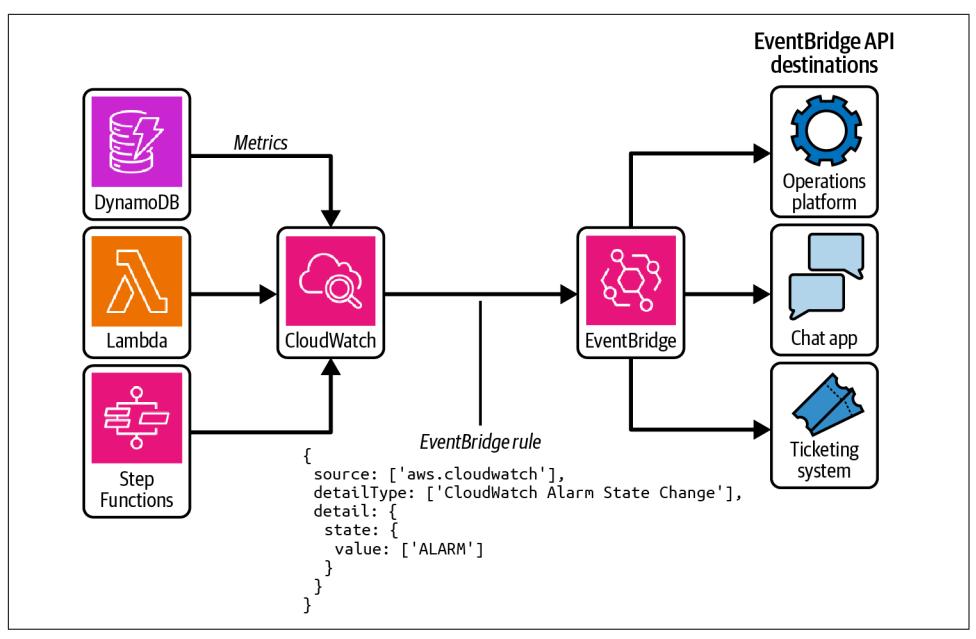 EventBridge API
destinations
Metrics
DynamoDB
Lambda
Step
Functions
CloudWatch
EventBridge
Operations
platform
Chat app
Ticketing
system
EventBridge rule
{
source: ['aws.cloudwatch'],
detailType: ['CloudWatch Alarm State Change'],
detail: {
state: {
value: ['ALARM']
}
}
}